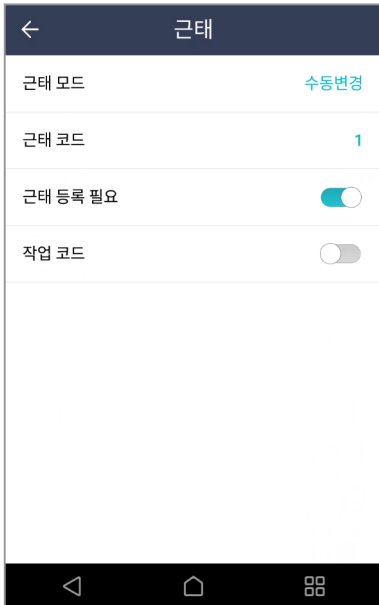 근태
근태 모드
수동변경
근태 코드
1
근태 등록 필요
작업 코드